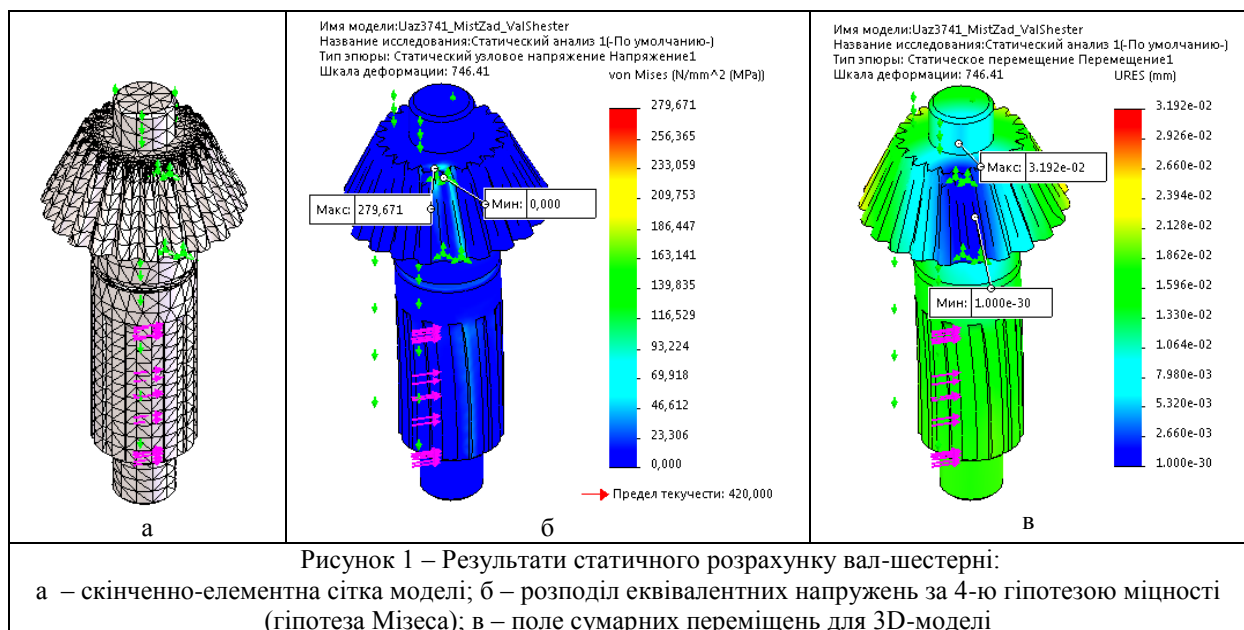 Имя модели:Uaz3741_MistZad_ValShester
Название исследования:Статический анализ 1(-По умолчанию-)
Тип эпюры: Статический узловое напряжение Напряжение1
Шкала деформации: 746.41
von Mises (N/mm^2 (MPa))
279,671
256,365
233,059
209,753
186,447
163,141
139,835
116,529
93,224
69,918
46,612
23,306
0,000
Предел текучести: 420,000
Макс: 279,671
Мин: 0,000
Имя модели:Uaz3741_MistZad_ValShester
Название исследования:Статический анализ 1(-По умолчанию-)
Тип эпюры: Статическое перемещение Перемещение1
Шкала деформации: 746.41
URES (mm)
3.192e-02
2.926e-02
2.660e-02
2.394e-02
2.128e-02
1.862e-02
1.596e-02
1.330e-02
1.064e-02
7.980e-03
5.320e-03
2.660e-03
1.000e-30
Макс: 3.192e-02
Мин: 1.000e-30
а
б
в
Рисунок 1 – Результати статичного розрахунку вал-шестерні:
а – скінченно-елементна сітка моделі; б – розподіл еквівалентних напружень за 4-ю гіпотезою міцності
(гіпотеза Мізеса); в – поле сумарних переміщень для 3D-моделі